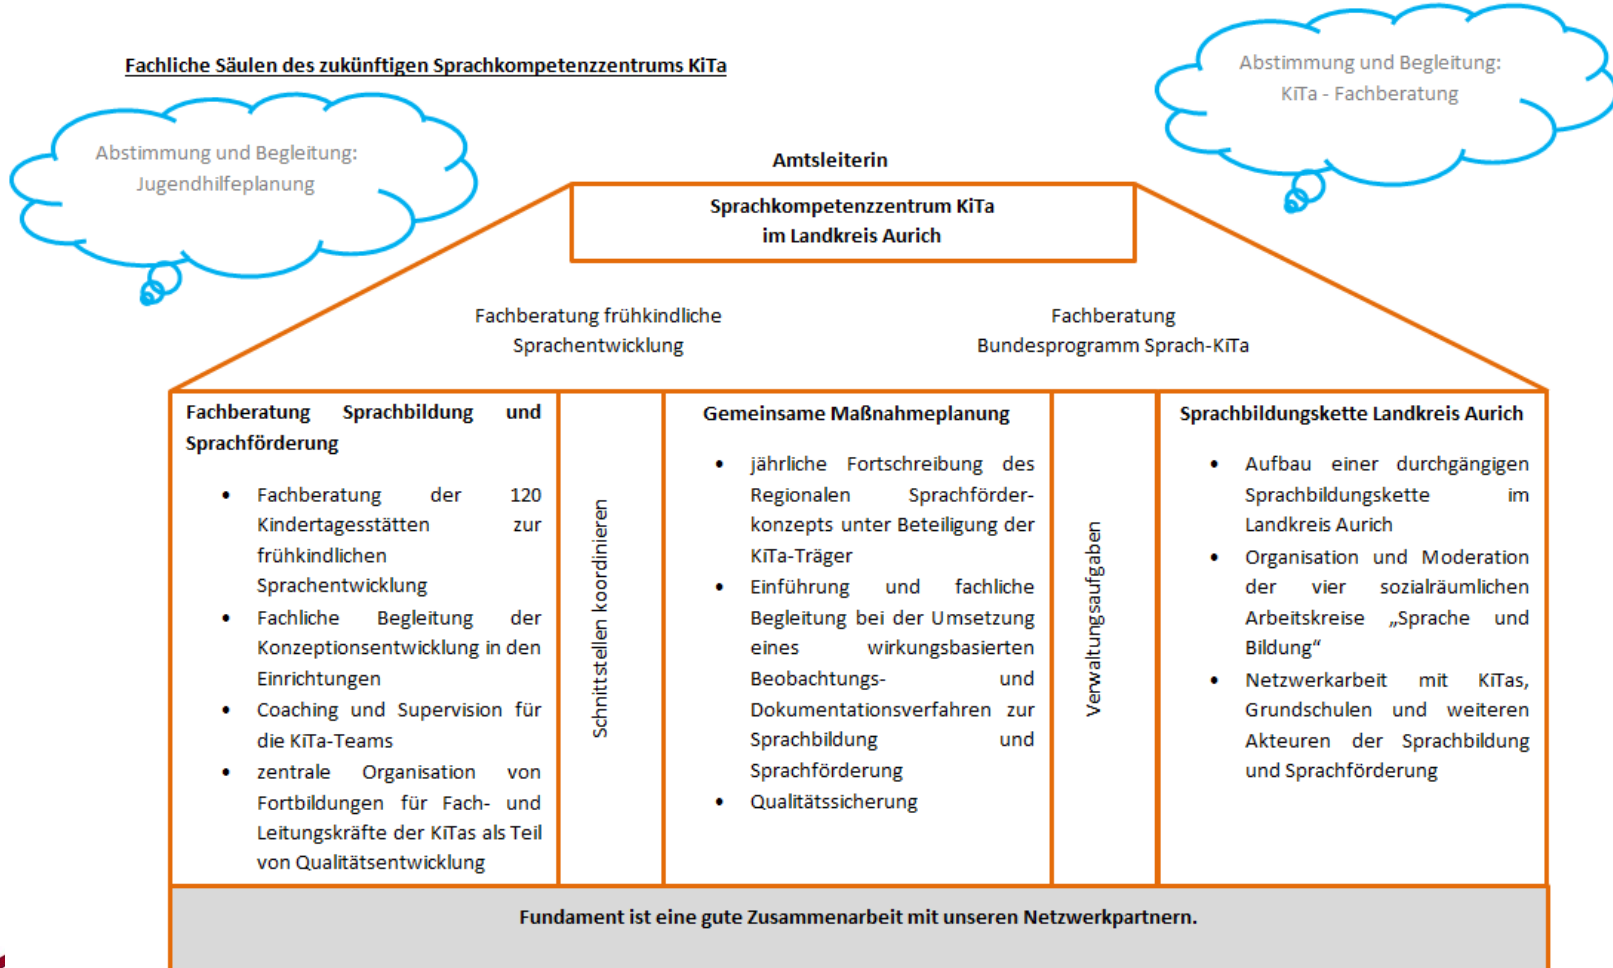 Fachliche Säulen des zukünftigen Sprachkompetenzzentrums KiTa
Abstimmung und Begleitung:
KiTa - Fachberatung
Abstimmung und Begleitung:
Jugendhilfeplanung
Amtsleiterin
Sprachkompetenzzentrum KiTa
im Landkreis Aurich
Fachberatung frühkindliche
Sprachentwicklung
Fachberatung
Bundesprogramm Sprach-KiTa
Fachberatung Sprachbildung und
Sprachförderung
• Fachberatung der 120
Kindertagesstätten zur
frühkindlichen
Sprachentwicklung
• Fachliche Begleitung der
Konzeptionsentwicklung in den
Einrichtungen
• Coaching und Supervision für
die KiTa-Teams
• zentrale Organisation von
Fortbildungen für Fach- und
Leitungskräfte der KiTas als Teil
von Qualitätsentwicklung
Schnittstellen koordinieren
Gemeinsame Maßnahmeplanung
• jährliche Fortschreibung des
Regionalen Sprachförder-
konzepts unter Beteiligung der
KiTa-Träger
• Einführung und fachliche
Begleitung bei der Umsetzung
eines wirkungsbasierten
Beobachtungs- und
Dokumentationsverfahren zur
Sprachbildung und
Sprachförderung
• Qualitätssicherung
Verwaltungsaufgaben
Sprachbildungskette Landkreis Aurich
• Aufbau einer durchgängigen
Sprachbildungskette im
Landkreis Aurich
• Organisation und Moderation
der vier sozialräumlichen
Arbeitskreise „Sprache und
Bildung“
• Netzwerkarbeit mit KiTas,
Grundschulen und weiteren
Akteuren der Sprachbildung
und Sprachförderung
Fundament ist eine gute Zusammenarbeit mit unseren Netzwerkpartnern.